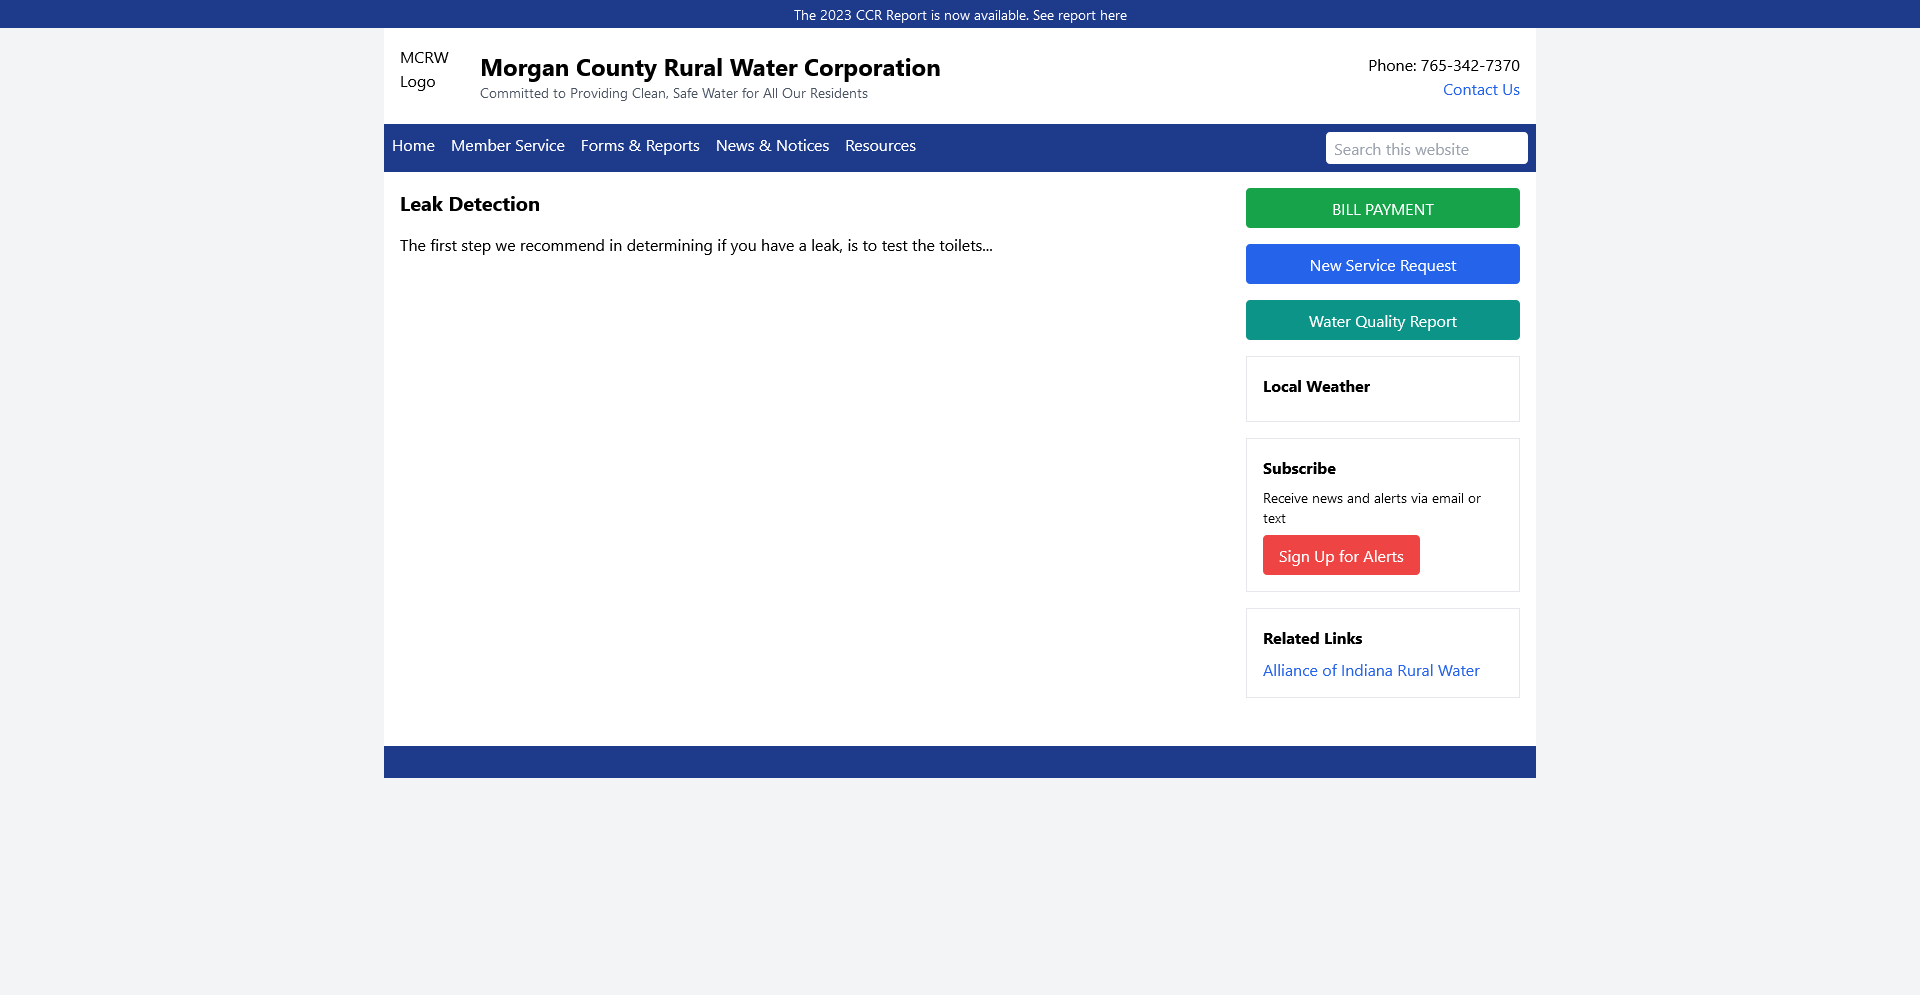 The 2023 CCR Report is now available. See report here
MCRW
Logo
Morgan County Rural Water Corporation
Committed to Providing Clean, Safe Water for All Our Residents
Phone: 765-342-7370
Contact Us
Home Member Service Forms & Reports News & Notices Resources Search this website
Leak Detection
The first step we recommend in determining if you have a leak, is to test the toilets...
BILL PAYMENT
New Service Request
Water Quality Report
Local Weather
Subscribe
Receive news and alerts via email or
text
Sign Up for Alerts
Related Links
Alliance of Indiana Rural Water